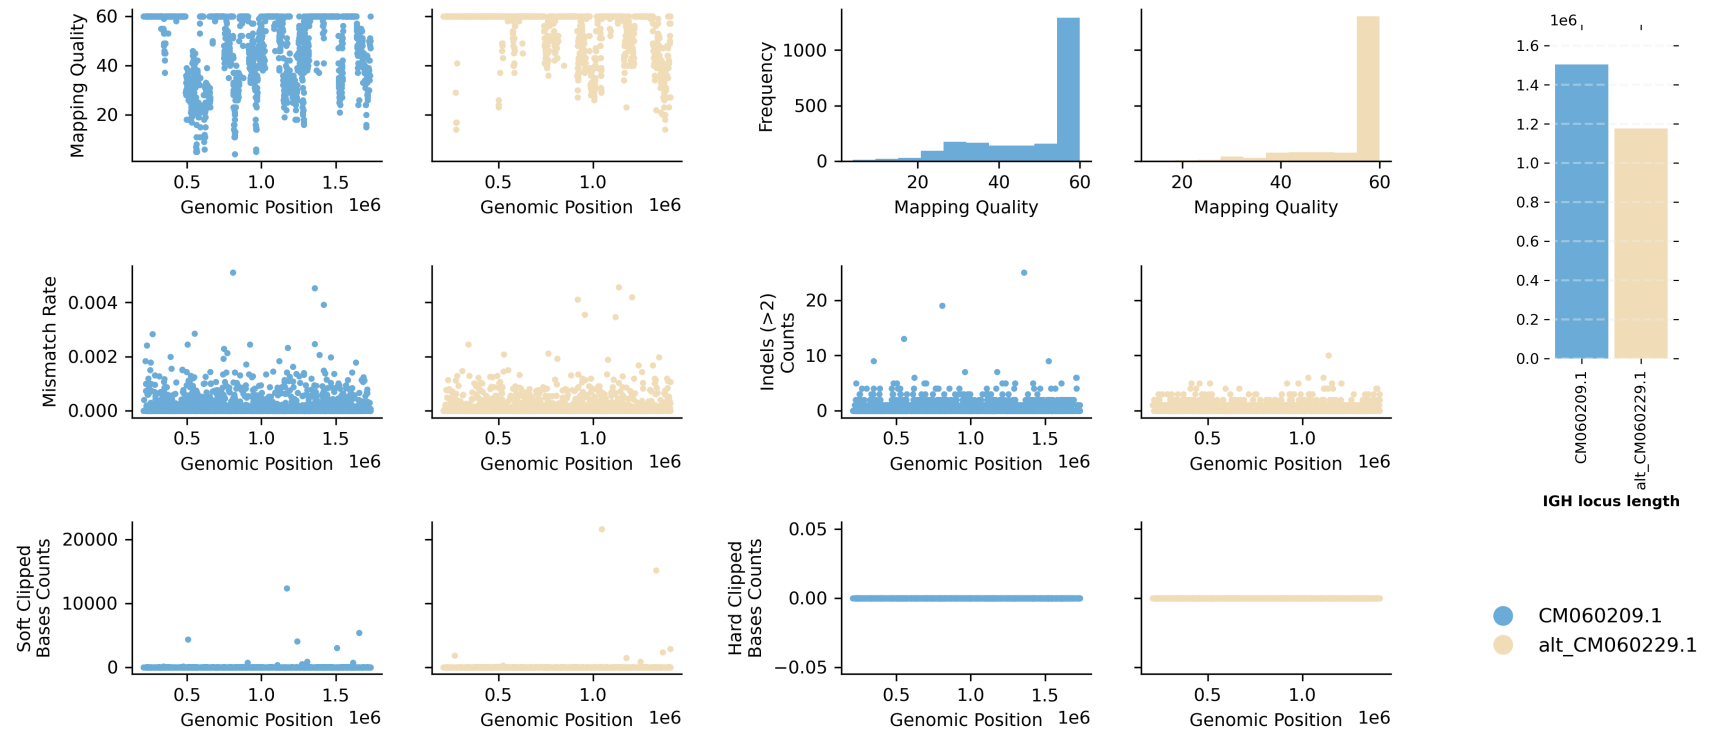 Mapping Quality
60
40
20
0.5 1.0 1.5
Genomic Position 1e6
0.5 1.0
Genomic Position 1e6
Frequency
1000
500
0
20 40 60
Mapping Quality
20 40 60
Mapping Quality
1e6
1.6
1.4
1.2
1.0
0.8
0.6
0.4
0.2
0.0
CM060209.1
alt_CM060229.1
IGH locus length
Mismatch Rate
0.004
0.002
0.000
0.5 1.0 1.5
Genomic Position 1e6
0.5 1.0
Genomic Position 1e6
Indels (>2)
Counts
20
10
0
0.5 1.0 1.5
Genomic Position 1e6
0.5 1.0
Genomic Position 1e6
Soft Clipped
Bases Counts
20000
10000
0
0.5 1.0 1.5
Genomic Position 1e6
0.5 1.0
Genomic Position 1e6
Hard Clipped
Bases Counts
0.05
0.00
−0.05
0.5 1.0 1.5
Genomic Position 1e6
0.5 1.0
Genomic Position 1e6
CM060209.1
alt_CM060229.1